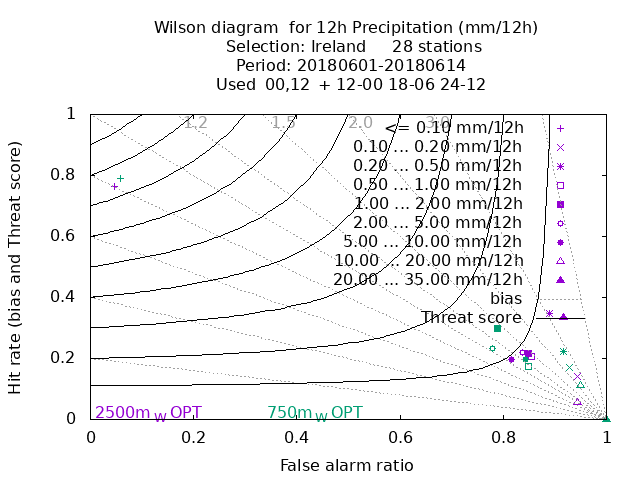 Wilson diagram  for 12h Precipitation (mm/12h)
Selection: Ireland     28 stations
Period: 20180601-20180614
Used  00,12  + 12-00 18-06 24-12
Hit rate (bias and Threat score)
1
0.8
0.6
0.4
0.2
0
1.2
1.5
2.0
3.0
<= 0.10 mm/12h
0.10 ... 0.20 mm/12h
0.20 ... 0.50 mm/12h
0.50 ... 1.00 mm/12h
1.00 ... 2.00 mm/12h
2.00 ... 5.00 mm/12h
5.00 ... 10.00 mm/12h
10.00 ... 20.00 mm/12h
20.00 ... 35.00 mm/12h
bias
Threat score
2500mWOPT
750mWOPT
0
0.2
0.4
0.6
0.8
1
False alarm ratio